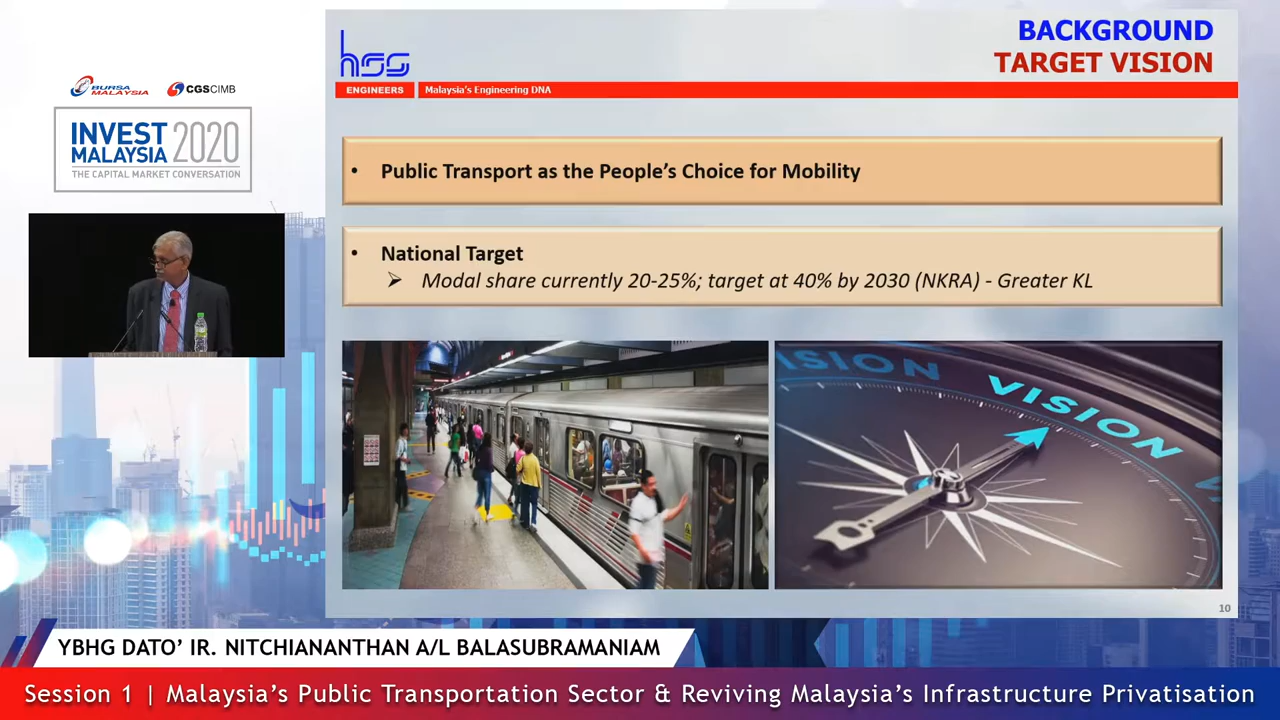 BURSA
MALAYSIA
CGSCIMB
INVEST
MALAYSIA 2020
THE CAPITAL MARKET CONVERSATION
hss
ENGINEERS
Malaysia's Engineering DNA
BACKGROUND
TARGET VISION
• Public Transport as the People's Choice for Mobility
• National Target
➢ Modal share currently 20-25%; target at 40% by 2030 (NKRA) - Greater KL
VISION
VISION
10
YBHG DATO' IR. NITCHIANANTHAN A/L BALASUBRAMANIAM
Session 1 | Malaysia's Public Transportation Sector & Reviving Malaysia's Infrastructure Privatisation